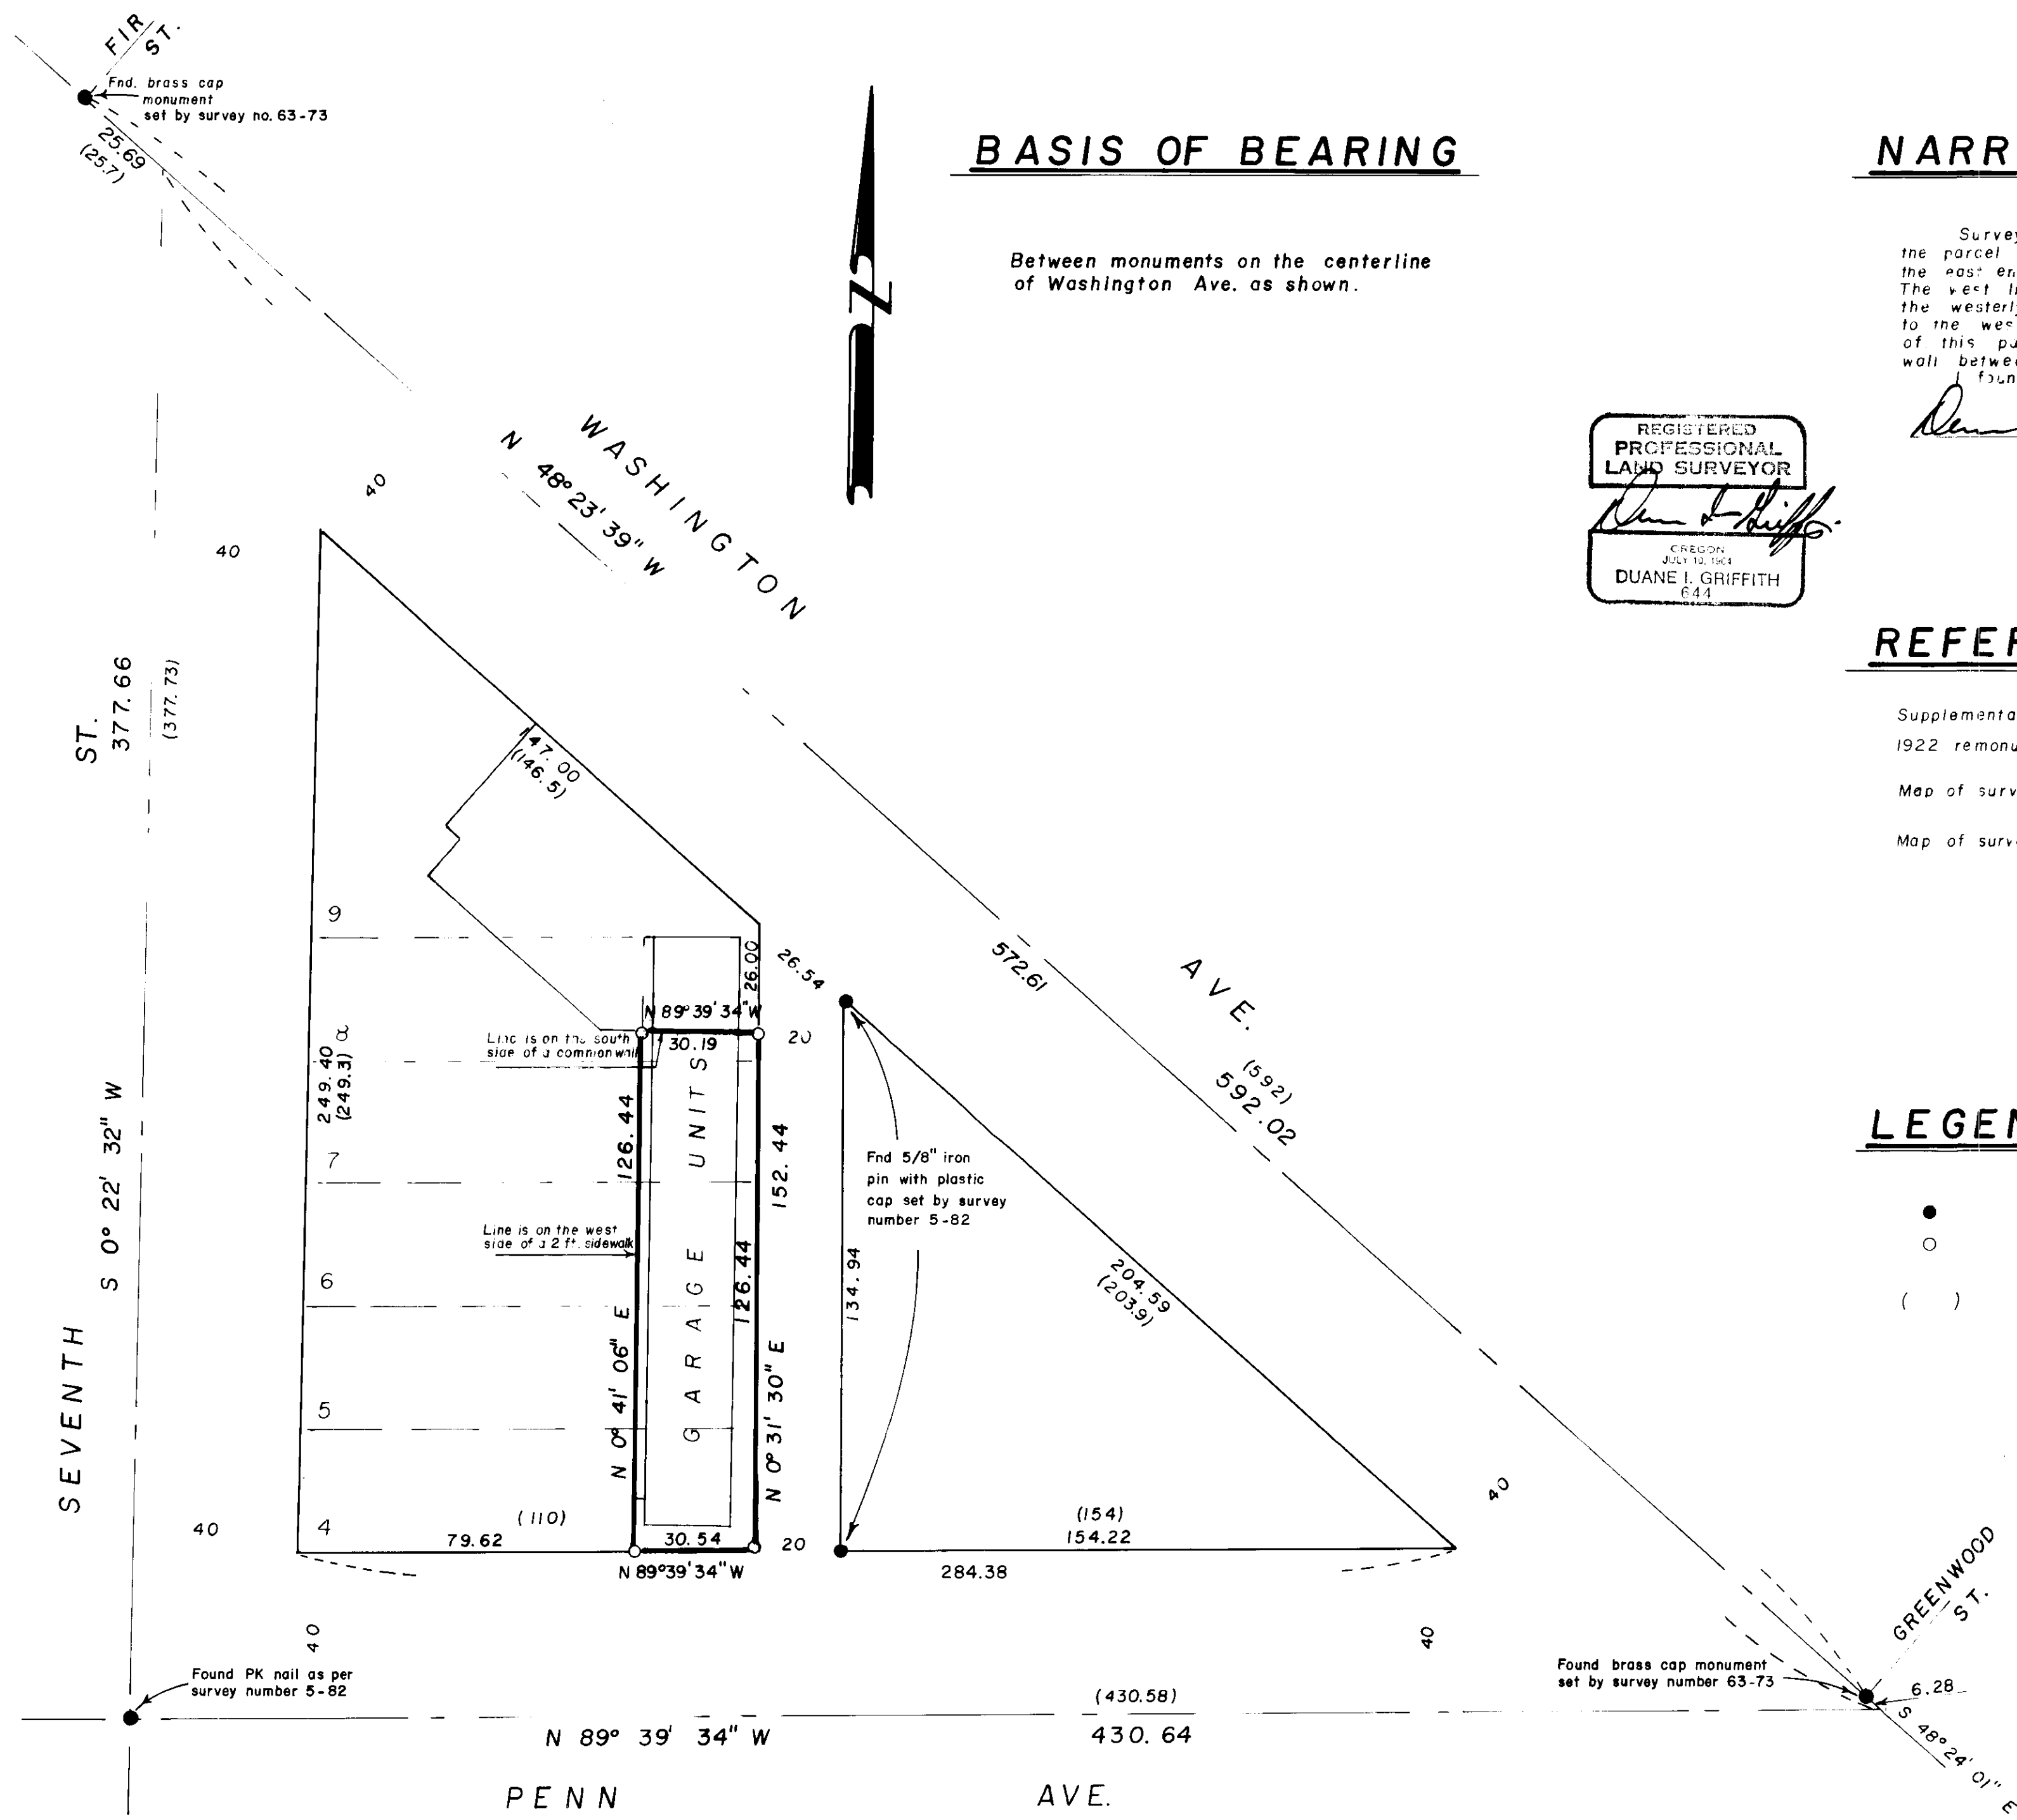 FIR
ST.
Fnd. brass cap
monument
set by survey no. 63-73
25.69
(25.7)
BASIS OF BEARING
Between monuments on the centerline
of Washington Ave. as shown.
N
NARR
Survey
the parcel
the east en
The west li
the westerly
to the wes
of this pa
wall betwee
foun
REGISTERED
PROFESSIONAL
LAND SURVEYOR
OREGON
JULY 10, 1964
DUANE I. GRIFFITH
644
REFER
Supplementa
1922 remonu
Map of surv
Map of surve
LEGEN
( )
WASHINGTON
N 48° 23' 39" W
40
40
ST.
377.66
(377.73)
147.00
(146.5)
9
26.00
26.54
572.61
AVE.
(592)
592.02
N 89° 39' 34" W
30.19
20
Line is on the south
side of a common wall
8
249.40
(249.31)
7
6
5
4
126.44
GARAGE UNITS
152.44
126.44
Line is on the west
side of a 2 ft. sidewalk
N 0° 41' 06" E
N 0° 31' 30" E
Fnd 5/8" iron
pin with plastic
cap set by survey
number 5-82
134.94
204.59
(203.9)
S 0° 22' 32" W
SEVENTH
40
(110)
79.62
30.54
20
N 89° 39' 34" W
(154)
154.22
284.38
40
40
40
GREENWOOD
ST.
Found PK nail as per
survey number 5-82
Found brass cap monument
set by survey number 63-73
6.28
S 48° 24' 01" E
(430.58)
N 89° 39' 34" W
430.64
PENN AVE.